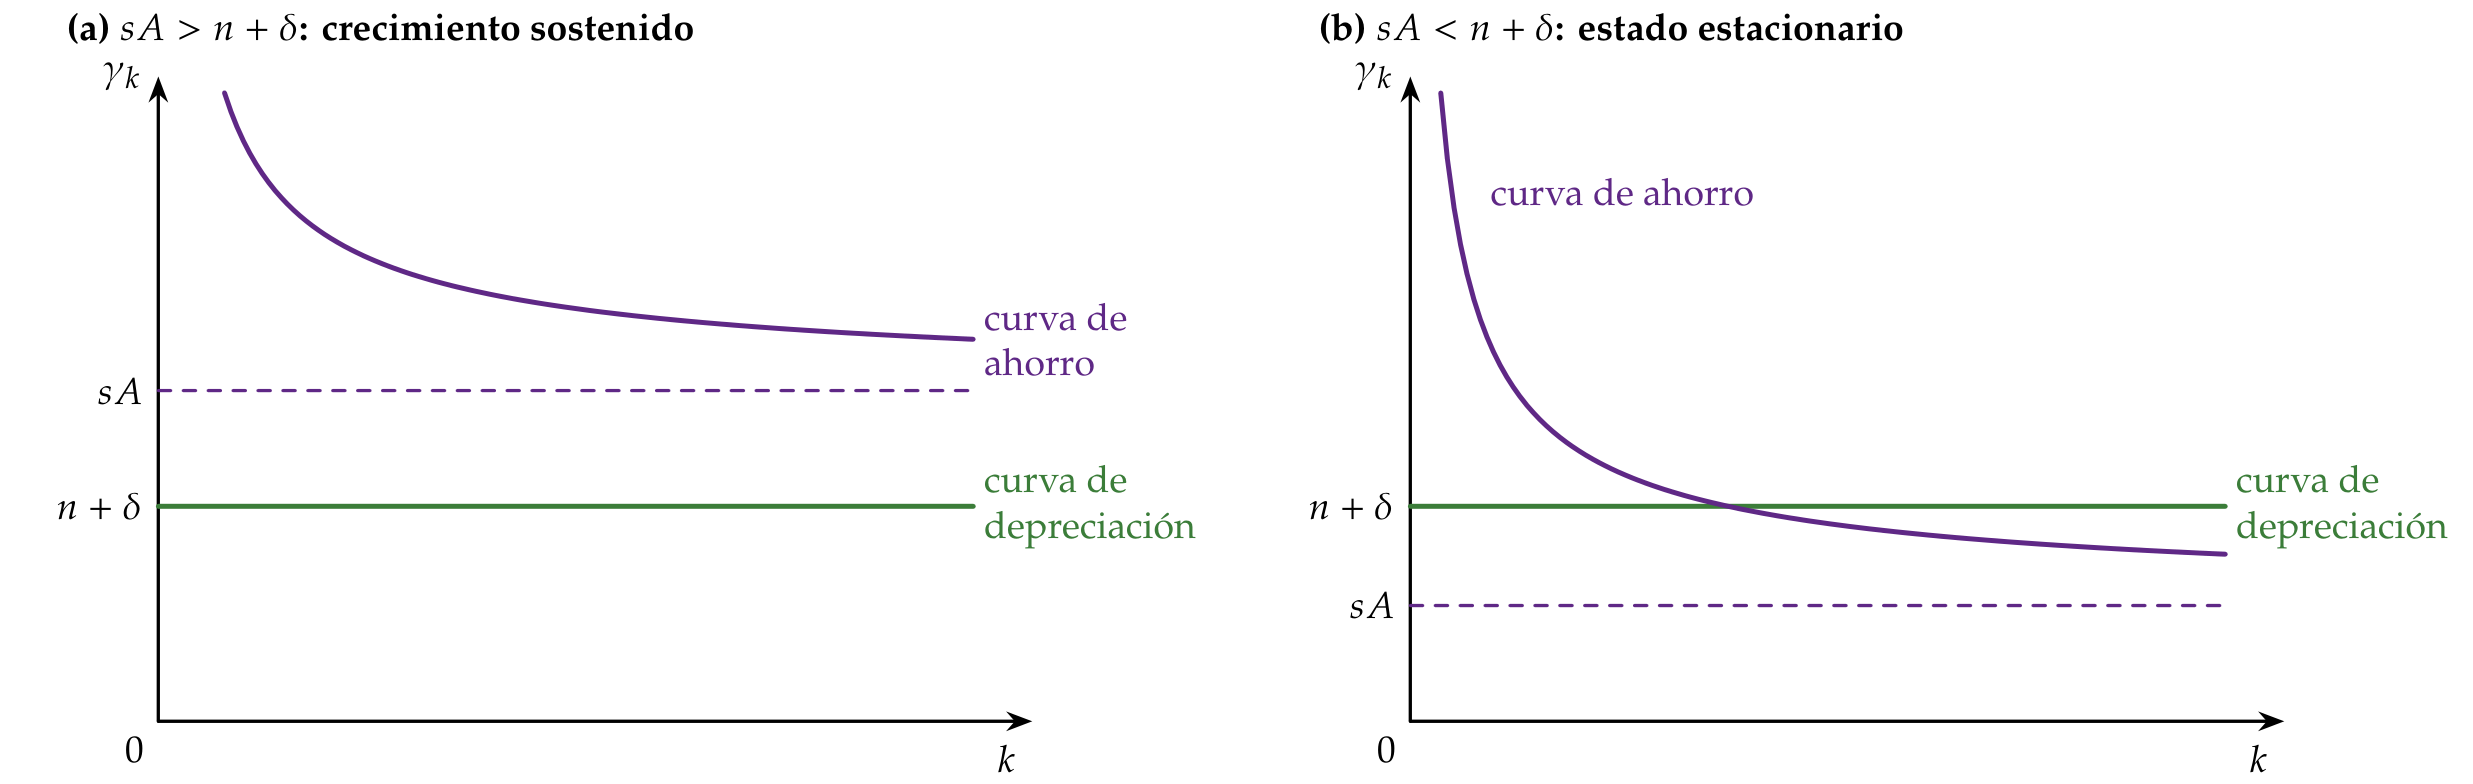 (a) sA > n + δ: crecimiento sostenido
γk
curva de
ahorro
sA
curva de
depreciación
n + δ
0
k
(b) sA < n + δ: estado estacionario
γk
curva de ahorro
curva de
depreciación
n + δ
sA
0
k